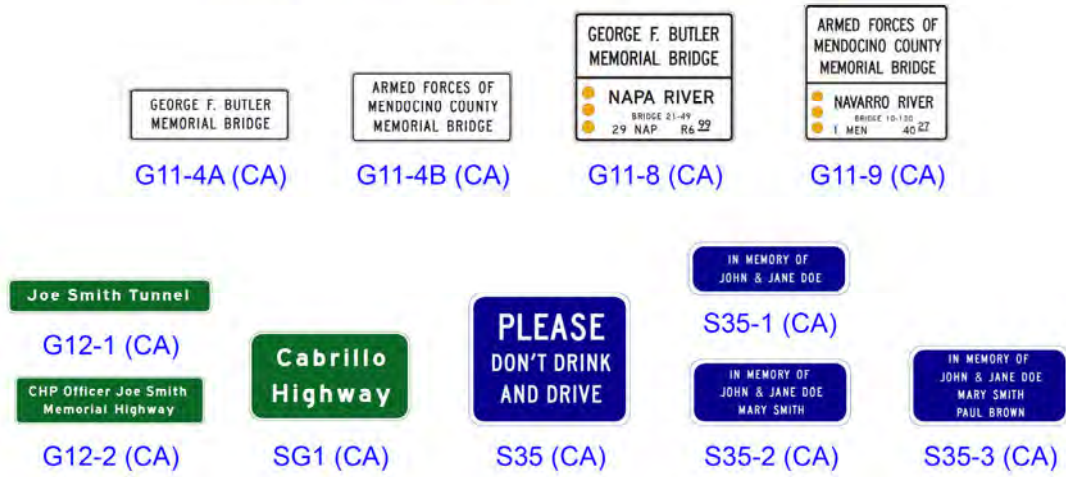 GEORGE F. BUTLER
MEMORIAL BRIDGE
G11-4A (CA)
ARMED FORCES OF
MENDOCINO COUNTY
MEMORIAL BRIDGE
G11-4B (CA)
GEORGE F. BUTLER
MEMORIAL BRIDGE
NAPA RIVER
BRIDGE 21-49
29 NAP R6 99
G11-8 (CA)
ARMED FORCES OF
MENDOCINO COUNTY
MEMORIAL BRIDGE
NAVARRO RIVER
BRIDGE 10-130
1 MEN 40 27
G11-9 (CA)
Joe Smith Tunnel
G12-1 (CA)
CHP Officer Joe Smith
Memorial Highway
G12-2 (CA)
Cabrillo
Highway
SG1 (CA)
PLEASE
DON'T DRINK
AND DRIVE
S35 (CA)
IN MEMORY OF
JOHN & JANE DOE
S35-1 (CA)
IN MEMORY OF
JOHN & JANE DOE
MARY SMITH
S35-2 (CA)
IN MEMORY OF
JOHN & JANE DOE
MARY SMITH
PAUL BROWN
S35-3 (CA)